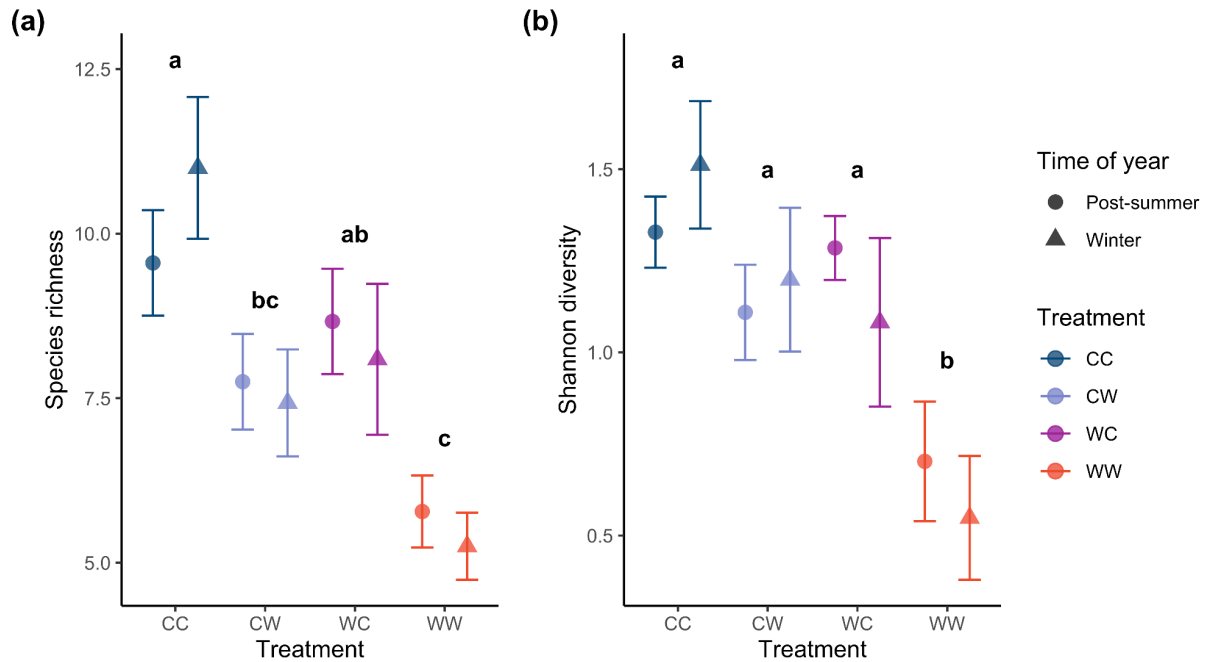 (a)
Species richness
12.5
10.0
7.5
5.0
a
bc
ab
c
CC CW WC WW
Treatment
(b)
Shannon diversity
1.5
1.0
0.5
a
a
a
b
CC CW WC WW
Treatment
Time of year
Post-summer
Winter
Treatment
CC
CW
WC
WW